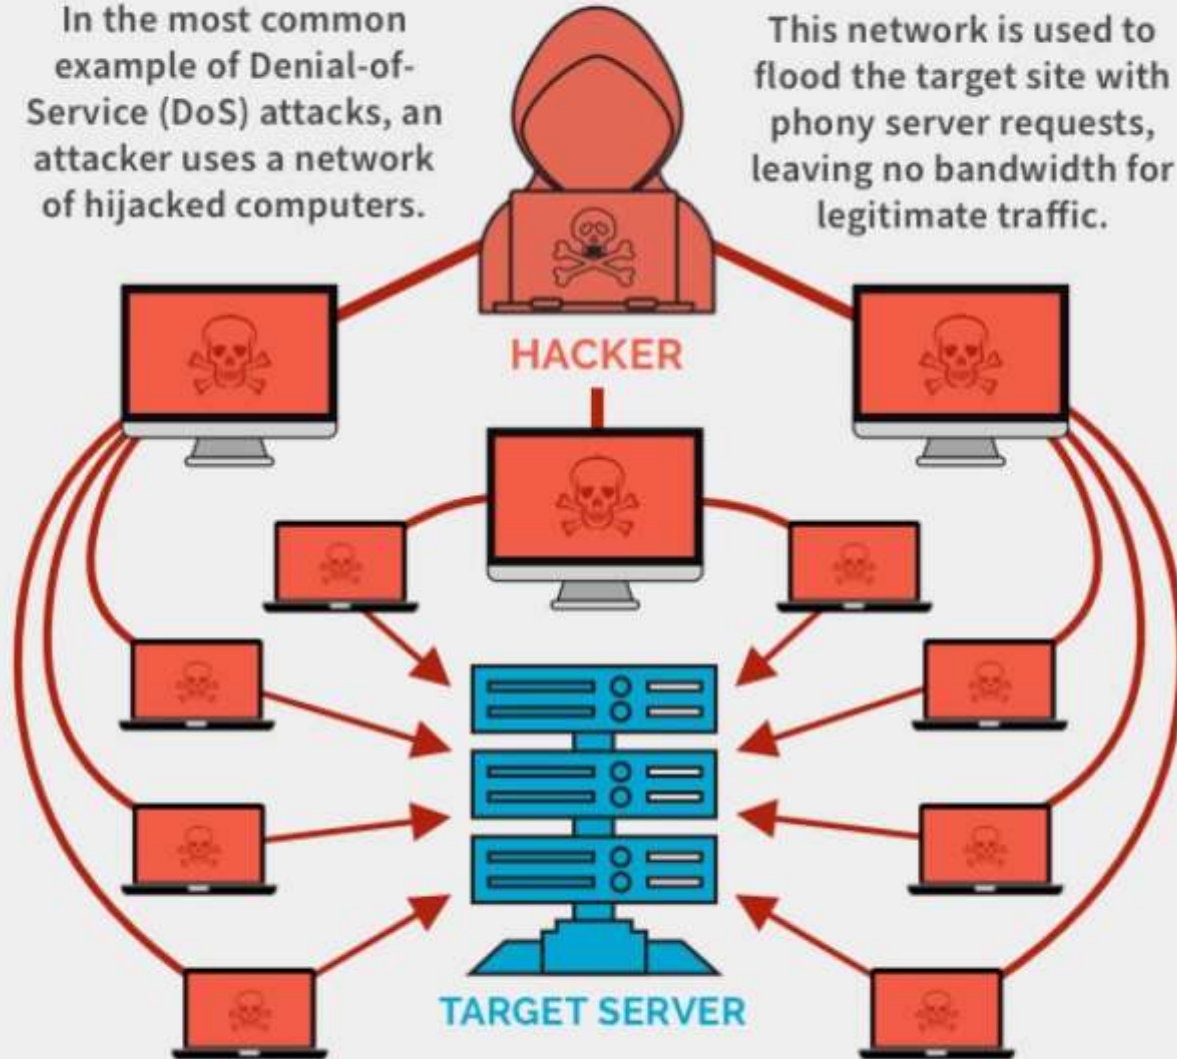 In the most common
example of Denial-of-
Service (DoS) attacks, an
attacker uses a network
of hijacked computers.
This network is used to
flood the target site with
phony server requests,
leaving no bandwidth for
legitimate traffic.
HACKER
TARGET SERVER